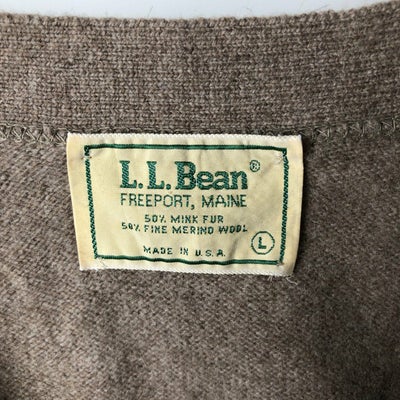 L.L.Bean®
FREEPORT, MAINE
50% MINK FUR
50% FINE MERINO WOOL
L
MADE IN U.S.A.